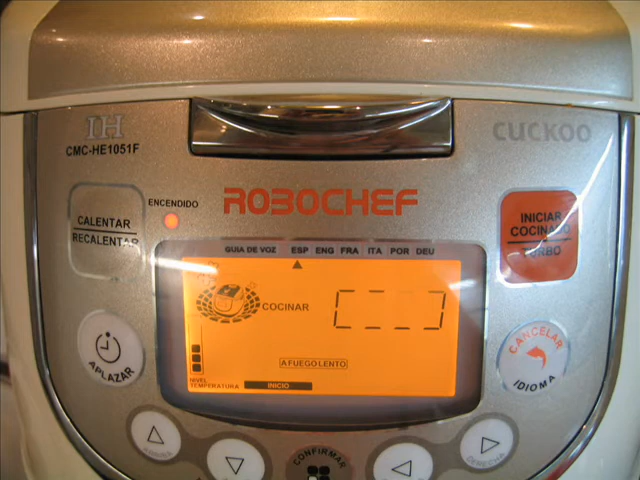 IH
CMC-HE1051F
CUCKOO
ENCENDIDO
ROBOCHEF
CALENTAR
RECALENTAR
INICIAR
COCINADO
TURBO
GUIA DE VOZ ESP ENG FRA ITA POR DEU
COCINAR
A FUEGO LENTO
NIVEL
TEMPERATURA
INICIO
APLAZAR
CANCELAR
IDIOMA
CONFIRMAR
DERECHA